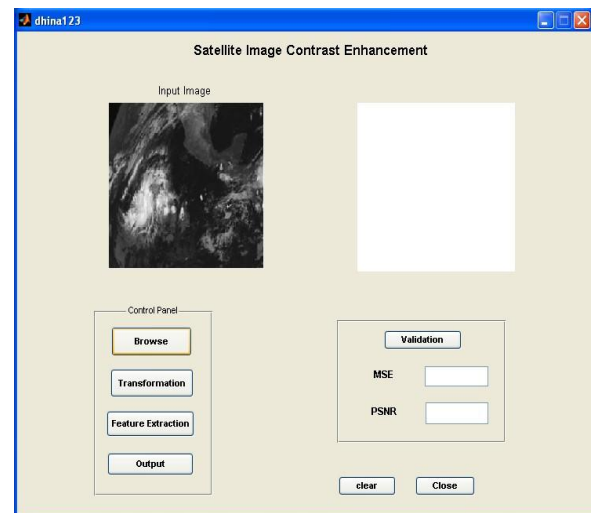 dhina123
Satellite Image Contrast Enhancement
Input Image
Control Panel
Browse
Transformation
Feature Extraction
Output
Validation
MSE
PSNR
clear
Close